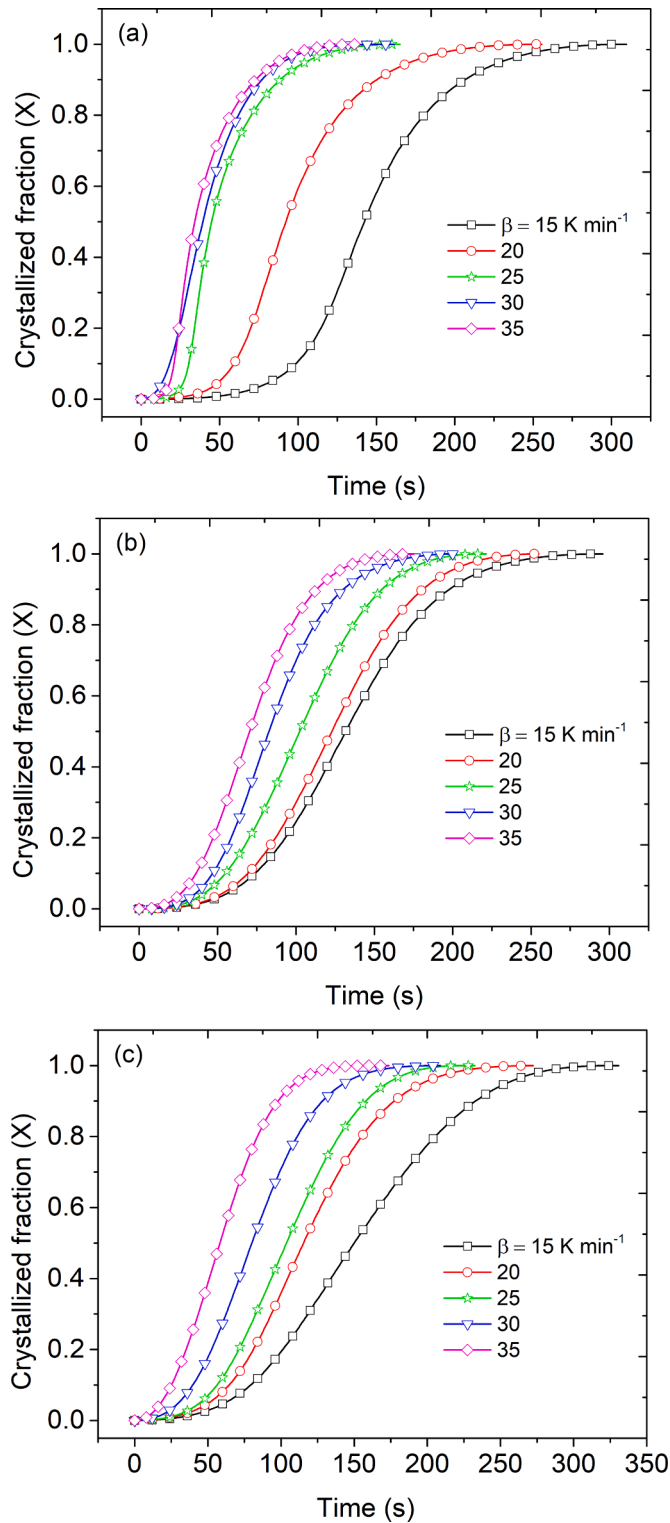 (a)
1.0
0.8
0.6
0.4
0.2
0.0
Crystallized fraction (X)
β = 15 K min⁻¹
20
25
30
35
0 50 100 150 200 250 300
Time (s)
(b)
1.0
0.8
0.6
0.4
0.2
0.0
Crystallized fraction (X)
β = 15 K min⁻¹
20
25
30
35
0 50 100 150 200 250 300
Time (s)
(c)
1.0
0.8
0.6
0.4
0.2
0.0
Crystallized fraction (X)
β = 15 K min⁻¹
20
25
30
35
0 50 100 150 200 250 300 350
Time (s)